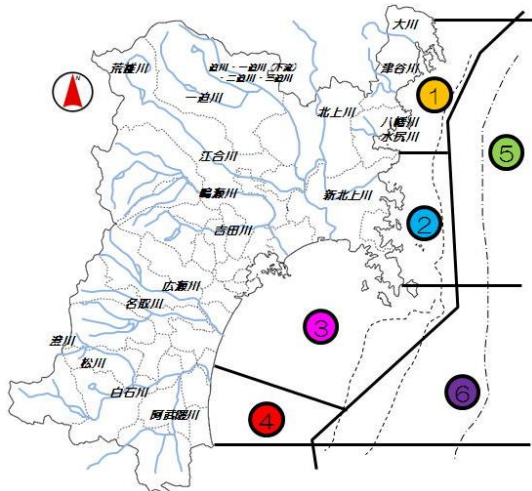 大川
荒雄川
迫川・一迫川(下流)
・二迫川・三迫川
津谷川
N
一迫川
北上川
①
八幡川
水尻川
江合川
⑤
鳴瀬川
新北上川
②
吉田川
広瀬川
名取川
③
澄川
松川
白石川
⑥
阿武隈川
④